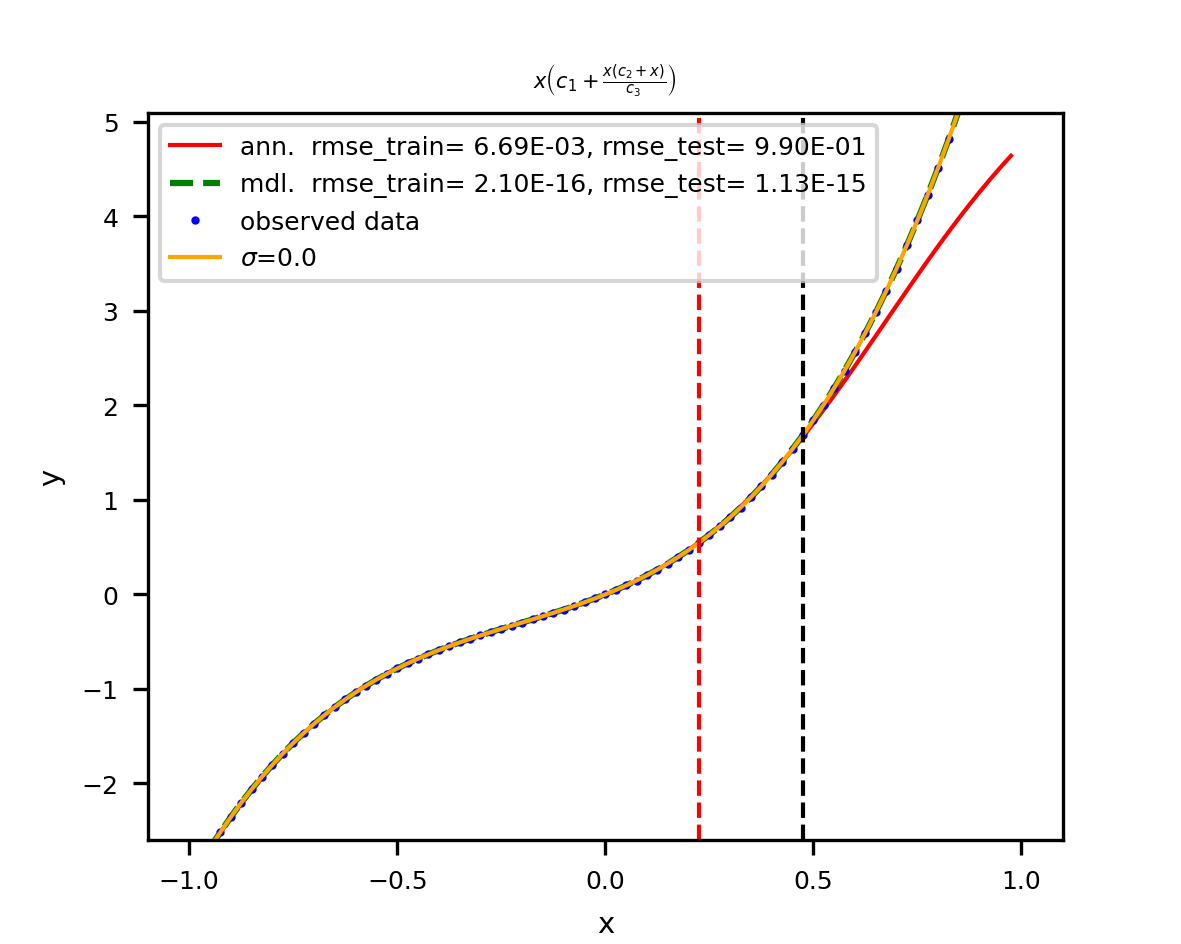 x(c₁ + x(c₂+x)/c₃)
5
ann.  rmse_train= 6.69E-03, rmse_test= 9.90E-01
mdl.  rmse_train= 2.10E-16, rmse_test= 1.13E-15
observed data
σ=0.0
4
3
2
1
0
−1
−2
y
−1.0
−0.5
0.0
0.5
1.0
x